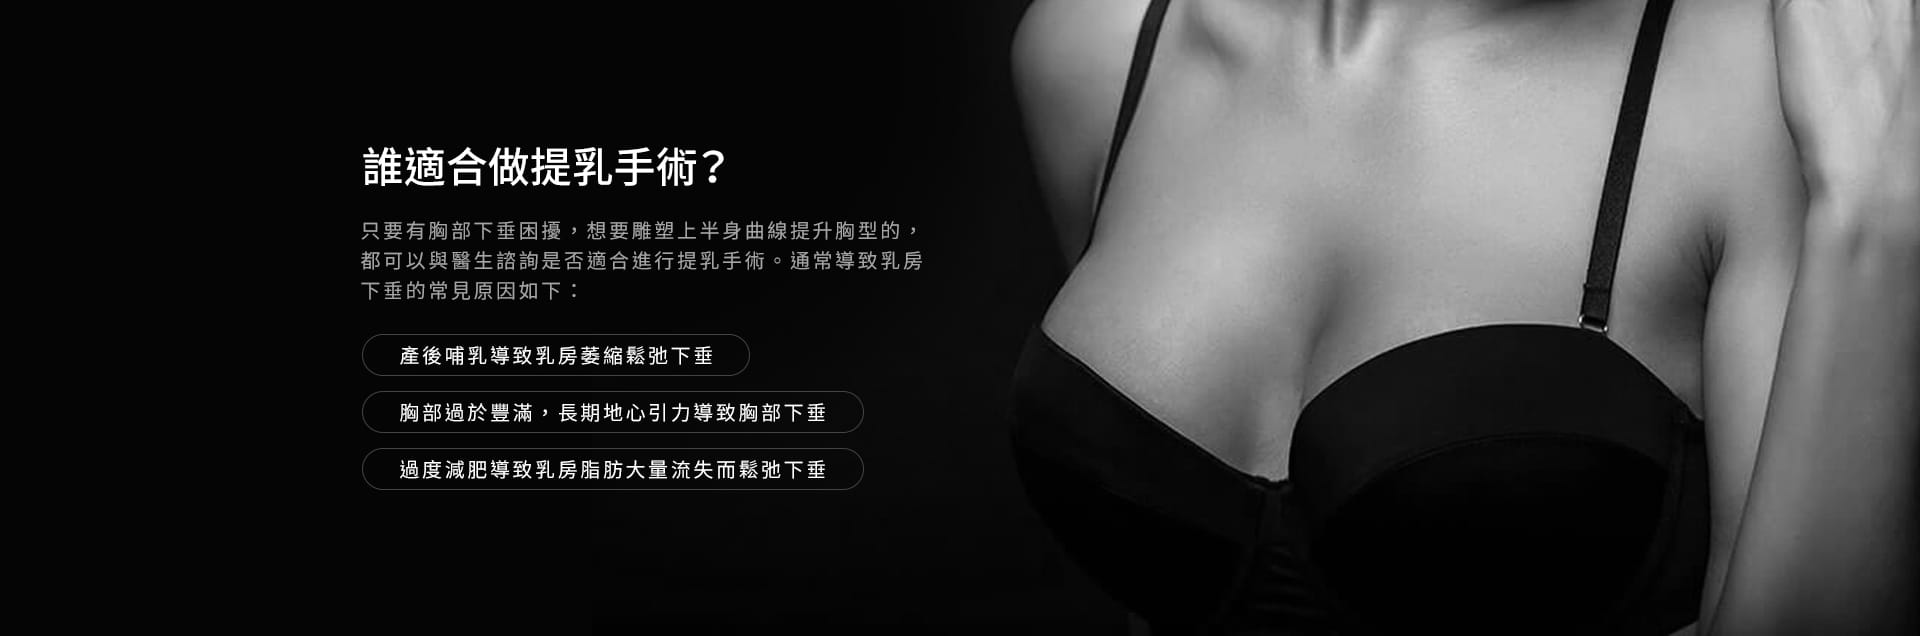 誰適合做提乳手術？
只要有胸部下垂困擾，想要雕塑上半身曲線提升胸型的，
都可以與醫生諮詢是否適合進行提乳手術。通常導致乳房
下垂的常見原因如下：
產後哺乳導致乳房萎縮鬆弛下垂
胸部過於豐滿，長期地心引力導致胸部下垂
過度減肥導致乳房脂肪大量流失而鬆弛下垂